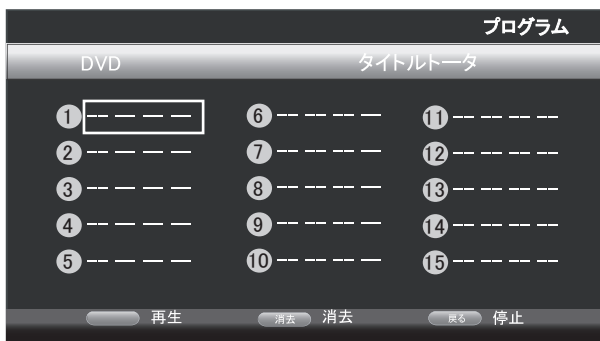 プログラム
DVD タイトルトータ
1 -- -- -- -- 6 -- -- -- -- 11 -- -- -- --
2 -- -- -- -- 7 -- -- -- -- 12 -- -- -- --
3 -- -- -- -- 8 -- -- -- -- 13 -- -- -- --
4 -- -- -- -- 9 -- -- -- -- 14 -- -- -- --
5 -- -- -- -- 10 -- -- -- -- 15 -- -- -- --
再生 消去 消去 戻る 停止